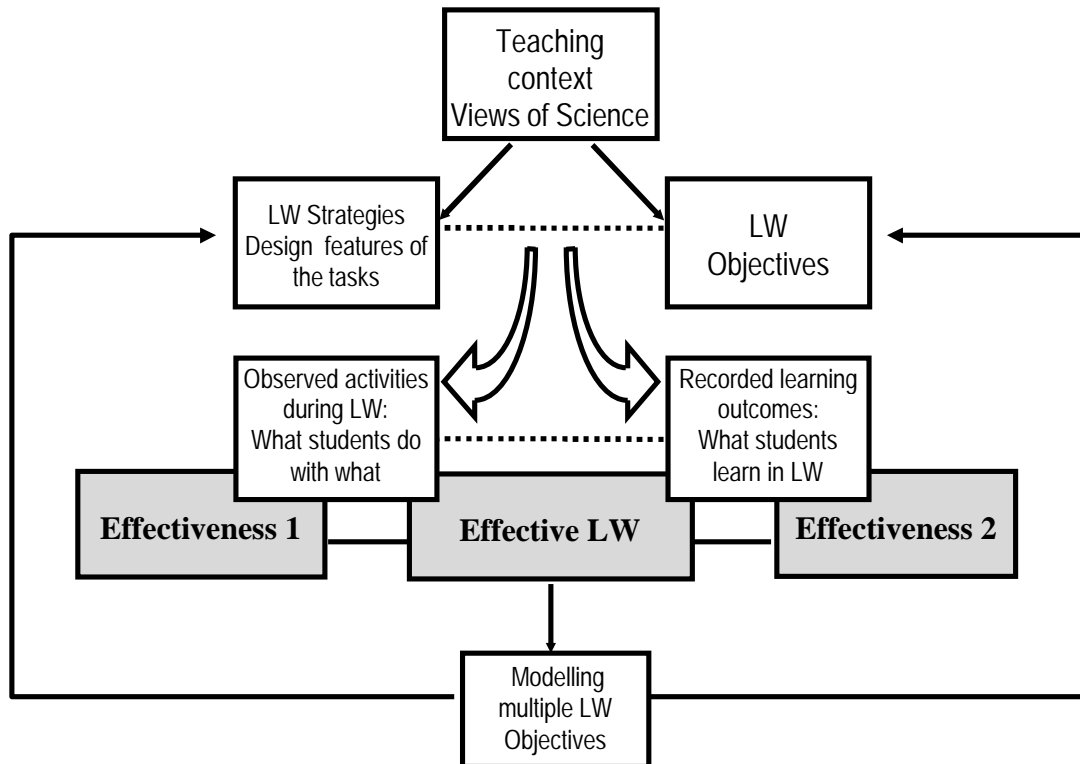 Teaching
context
Views of Science
LW Strategies
Design features of
the tasks
LW
Objectives
Observed activities
during LW:
What students do
with what
Recorded learning
outcomes:
What students
learn in LW
Effectiveness 1
Effective LW
Effectiveness 2
Modelling
multiple LW
Objectives